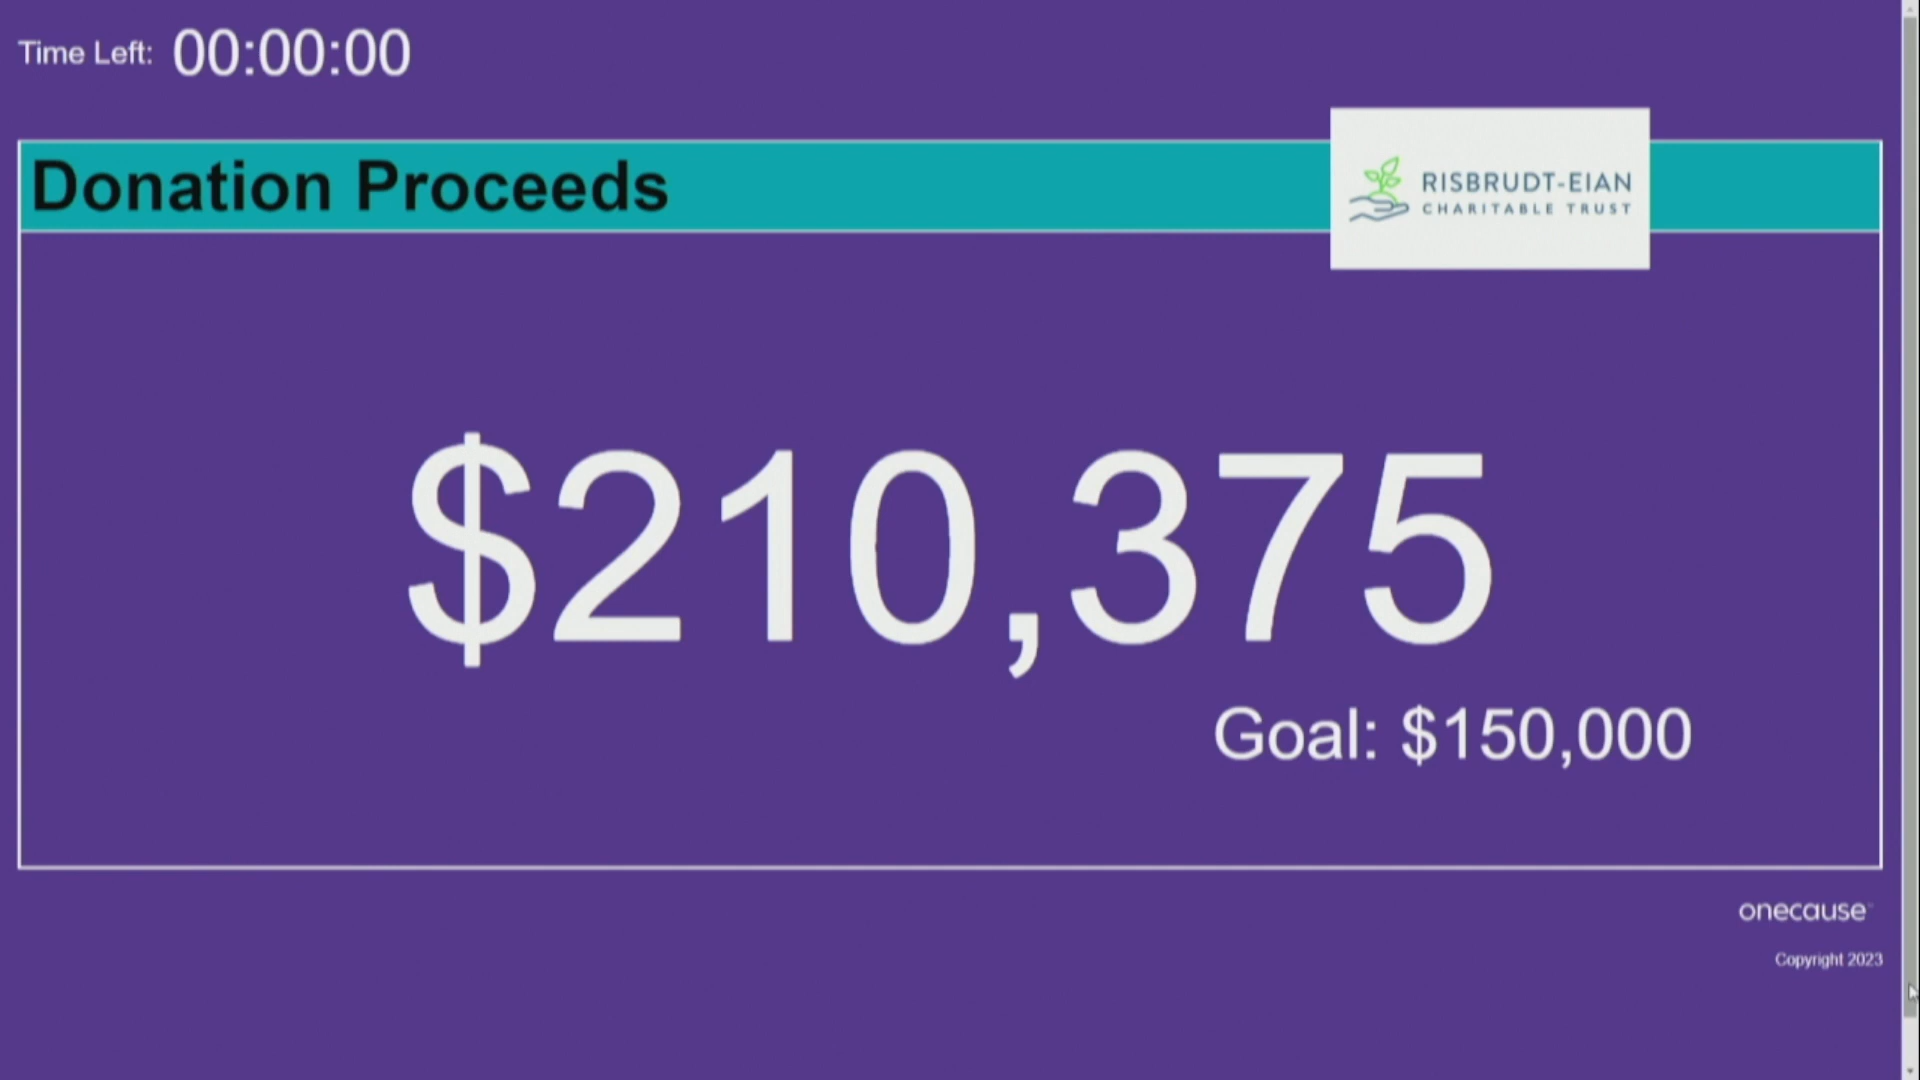 Time Left: 00:00:00
Donation Proceeds
RISBRUDT-EIAN
CHARITABLE TRUST
$210,375
Goal: $150,000
onecause
Copyright 2023